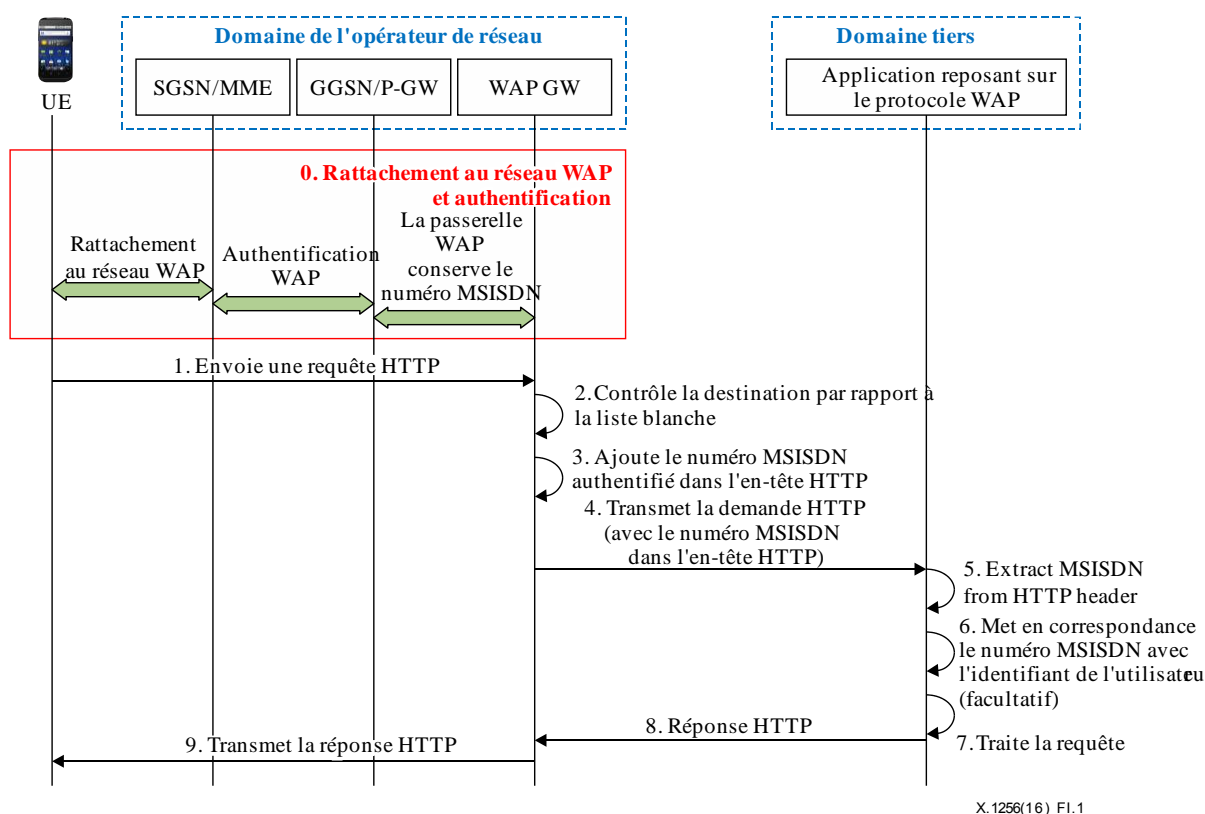 Domaine de l'opérateur de réseau
Domaine tiers
UE
SGSN/MME
GGSN/P-GW
WAP GW
Application reposant sur
le protocole WAP
0. Rattachement au réseau WAP
et authentification
Rattachement
au réseau WAP
Authentification
WAP
La passerelle
WAP
conserve le
numéro MSISDN
1. Envoie une requête HTTP
2. Contrôle la destination par rapport à
la liste blanche
3. Ajoute le numéro MSISDN
authentifié dans l'en-tête HTTP
4. Transmet la demande HTTP
(avec le numéro MSISDN
dans l'en-tête HTTP)
5. Extract MSISDN
from HTTP header
6. Met en correspondance
le numéro MSISDN avec
l'identifiant de l'utilisateru
(facultatif)
7. Traite la requête
8. Réponse HTTP
9. Transmet la réponse HTTP
X.1256(16) FI.1